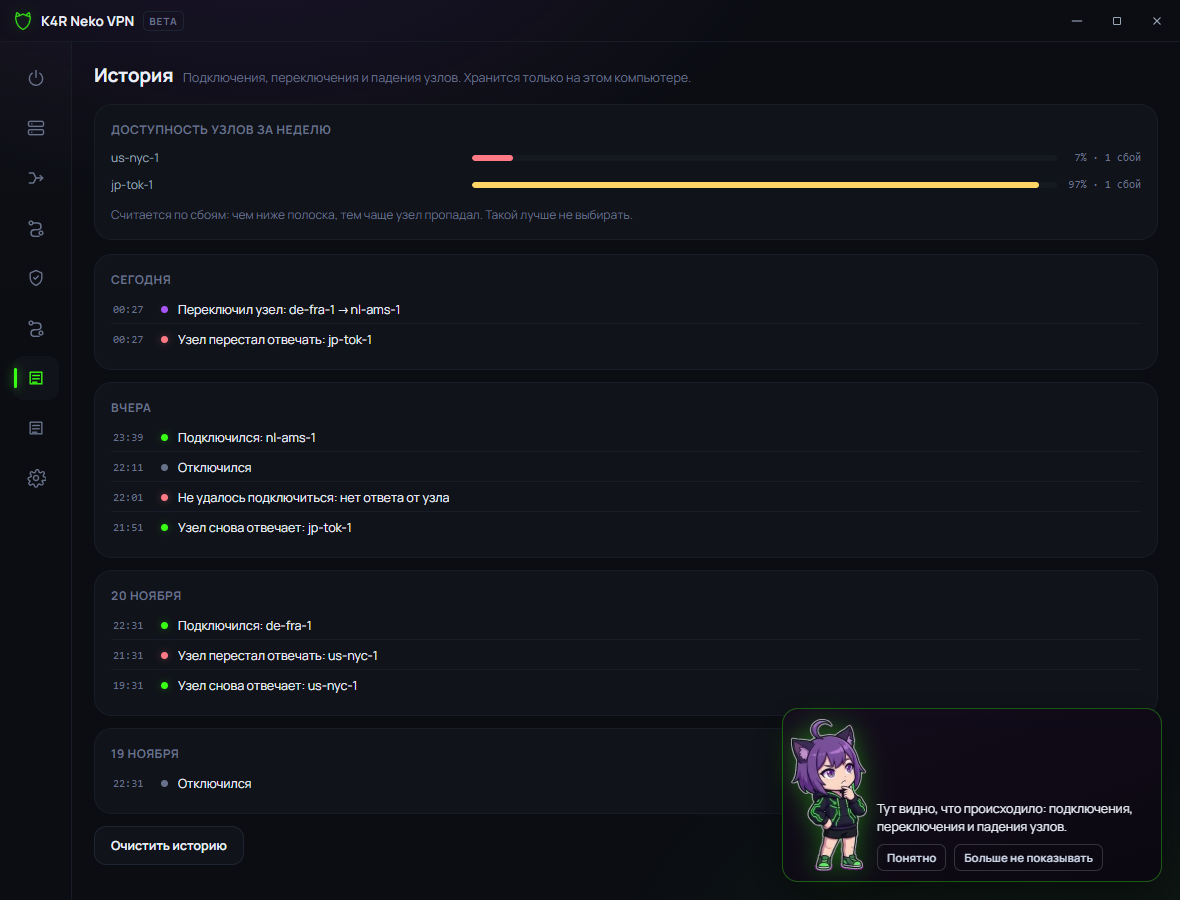 K4R Neko VPN BETA
История Подключения, переключения и падения узлов. Хранится только на этом компьютере.
ДОСТУПНОСТЬ УЗЛОВ ЗА НЕДЕЛЮ
us-nyc-1 7% · 1 сбой
jp-tok-1 97% · 1 сбой
Считается по сбоям: чем ниже полоска, тем чаще узел пропадал. Такой лучше не выбирать.
СЕГОДНЯ
00:27 Переключил узел: de-fra-1 → nl-ams-1
00:27 Узел перестал отвечать: jp-tok-1
ВЧЕРА
23:39 Подключился: nl-ams-1
22:11 Отключился
22:01 Не удалось подключиться: нет ответа от узла
21:51 Узел снова отвечает: jp-tok-1
20 НОЯБРЯ
22:31 Подключился: de-fra-1
21:31 Узел перестал отвечать: us-nyc-1
19:31 Узел снова отвечает: us-nyc-1
19 НОЯБРЯ
22:31 Отключился
Очистить историю
Тут видно, что происходило: подключения,
переключения и падения узлов.
Понятно Больше не показывать